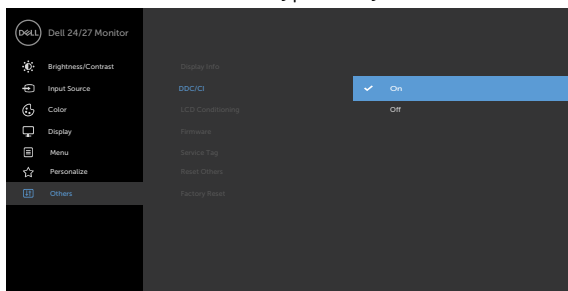 DELL Dell 24/27 Monitor
Brightness/Contrast Display Info
Input Source DDC/CI On
Color LCD Conditioning Off
Display Firmware
Menu Service Tag
Personalize Reset Others
Others Factory Reset